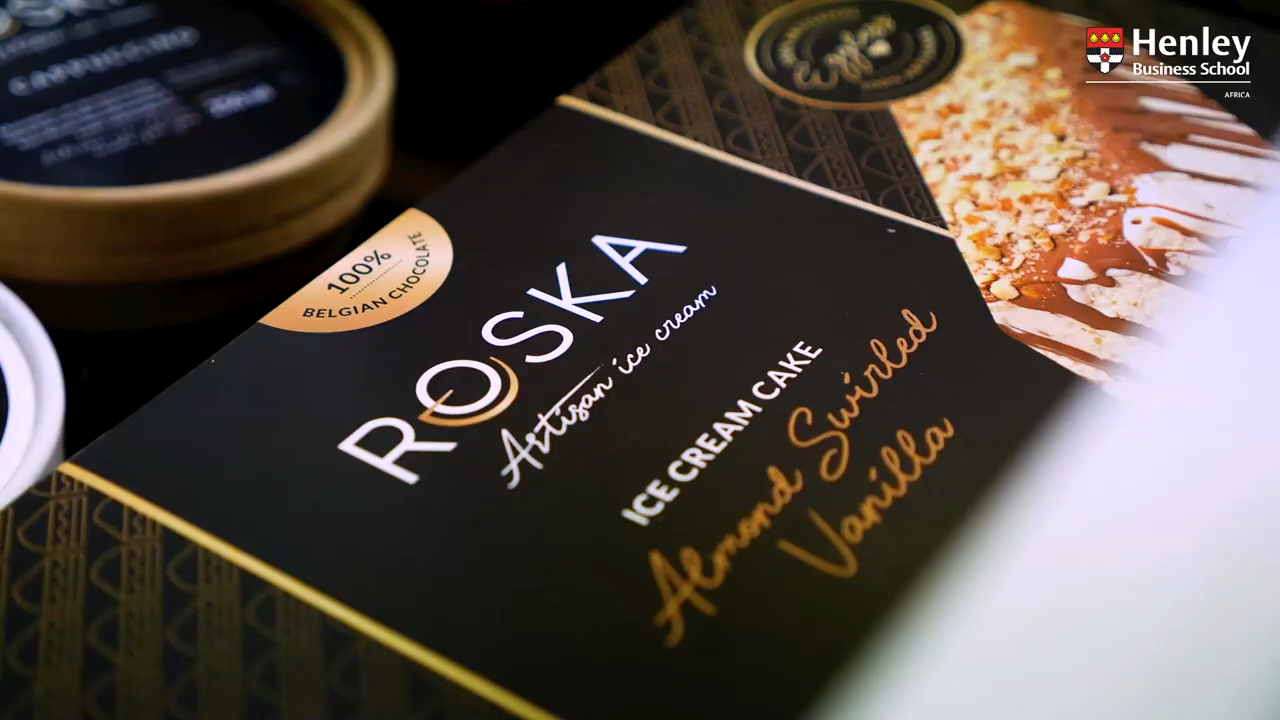 CAPPUCCINO
Henley
Business School
AFRICA
100%
BELGIAN CHOCOLATE
ROSKA
Artisan ice cream
ICE CREAM CAKE
Almond Swirled
Vanilla